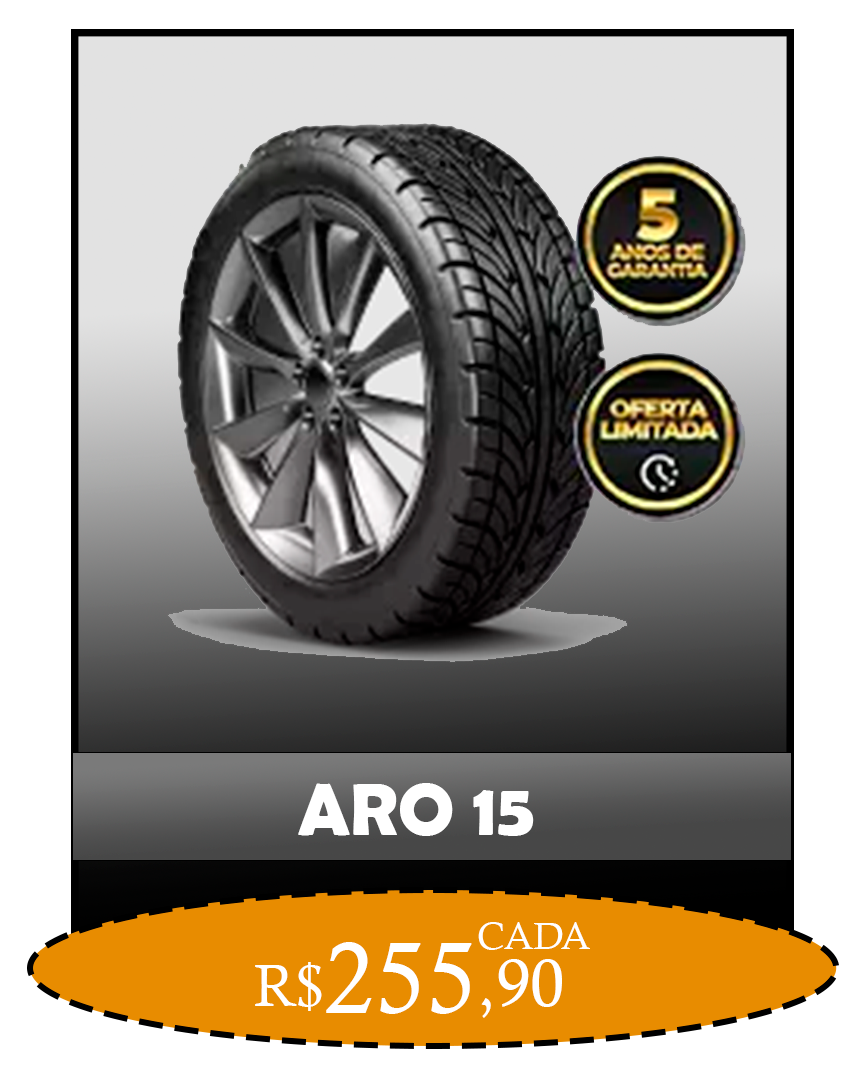 5
ANOS DE
GARANTIA
OFERTA
LIMITADA
ARO 15
CADA
R$255,90